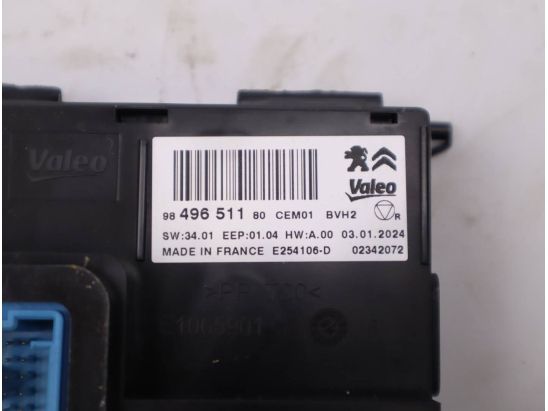 Valeo
Valeo
98 496 511 80 CEM01 BVH2 R
SW:34.01 EEP:01.04 HW:A.00 03.01.2024
MADE IN FRANCE E254106-D 02342072